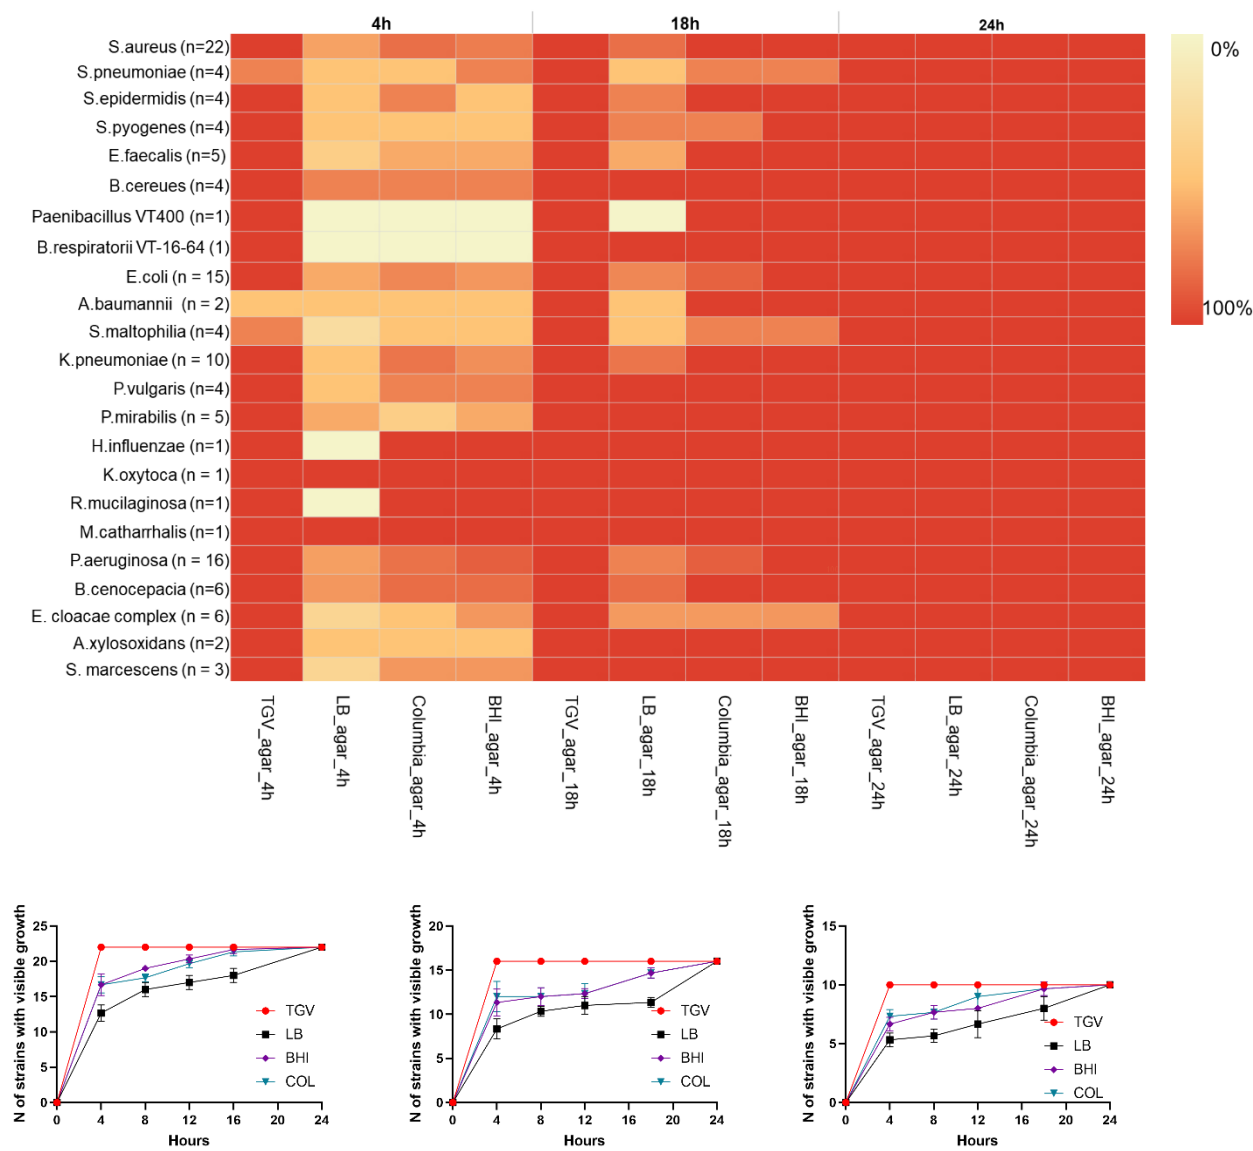 4h 18h 24h
S.aureus (n=22)
S.pneumoniae (n=4)
S.epidermidis (n=4)
S.pyogenes (n=4)
E.faecalis (n=5)
B.cereues (n=4)
Paenibacillus VT400 (n=1)
B.respiratorii VT-16-64 (1)
E.coli (n = 15)
A.baumannii (n = 2)
S.maltophilia (n=4)
K.pneumoniae (n = 10)
P.vulgaris (n=4)
P.mirabilis (n = 5)
H.influenzae (n=1)
K.oxytoca (n = 1)
R.mucilaginosa (n=1)
M.catharrhalis (n=1)
P.aeruginosa (n = 16)
B.cenocepacia (n=6)
E. cloacae complex (n = 6)
A.xylosoxidans (n=2)
S. marcescens (n = 3)
0%
100%
TGV_agar_4h
LB_agar_4h
Columbia_agar_4h
BHI_agar_4h
TGV_agar_18h
LB_agar_18h
Columbia_agar_18h
BHI_agar_18h
TGV_agar_24h
LB_agar_24h
Columbia_agar_24h
BHI_agar_24h
N of strains with visible growth
25
20
15
10
5
0
TGV
LB
BHI
COL
0 4 8 12 16 20 24
Hours
N of strains with visible growth
20
15
10
5
0
TGV
LB
BHI
COL
0 4 8 12 16 20 24
Hours
N of strains with visible growth
15
10
5
0
TGV
LB
BHI
COL
0 4 8 12 16 20 24
Hours